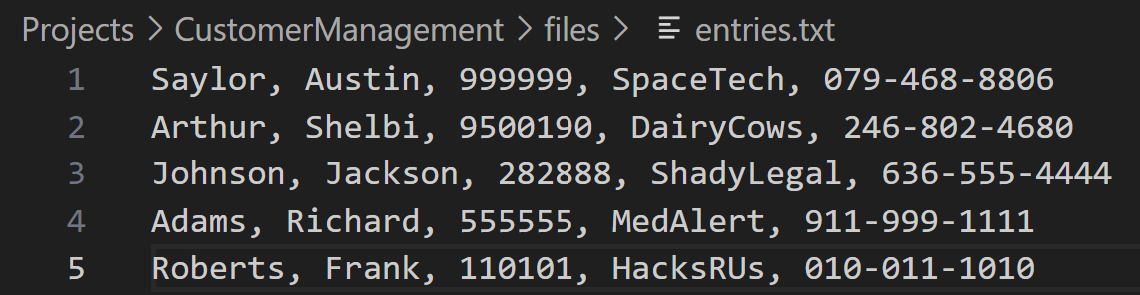 Projects > CustomerManagement > files > entries.txt
1 Saylor, Austin, 999999, SpaceTech, 079-468-8806
2 Arthur, Shelbi, 9500190, DairyCows, 246-802-4680
3 Johnson, Jackson, 282888, ShadyLegal, 636-555-4444
4 Adams, Richard, 555555, MedAlert, 911-999-1111
5 Roberts, Frank, 110101, HacksRUs, 010-011-1010